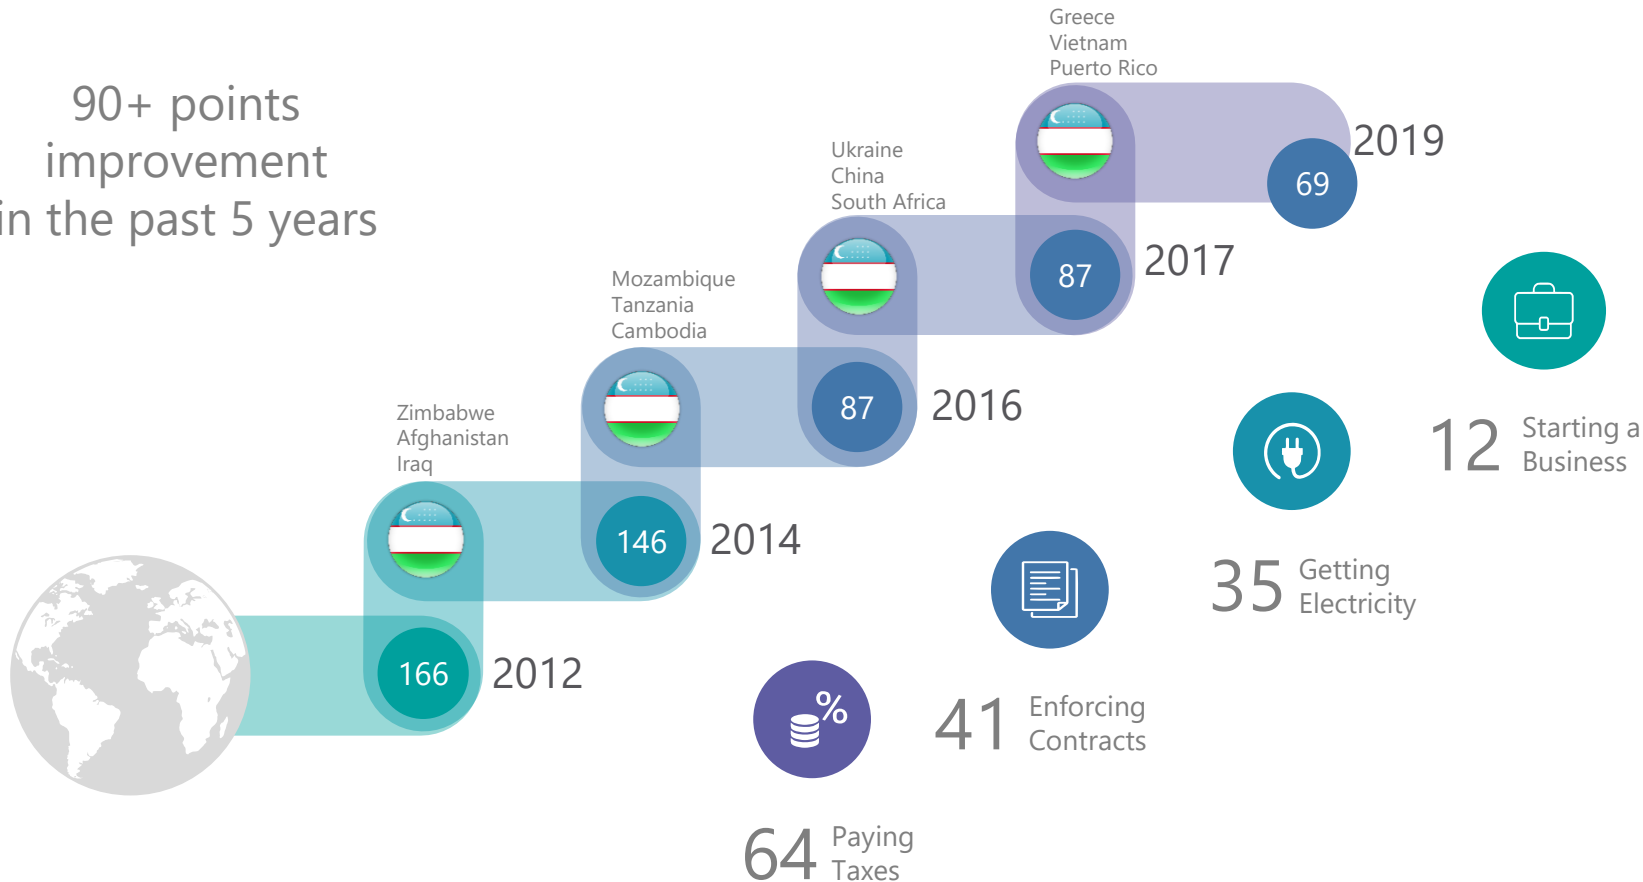 90+ points
improvement
in the past 5 years
Greece
Vietnam
Puerto Rico
2019
69
Ukraine
China
South Africa
2017
87
Mozambique
Tanzania
Cambodia
2016
87
Zimbabwe
Afghanistan
Iraq
2014
146
2012
166
12 Starting a
Business
35 Getting
Electricity
41 Enforcing
Contracts
%
64 Paying
Taxes